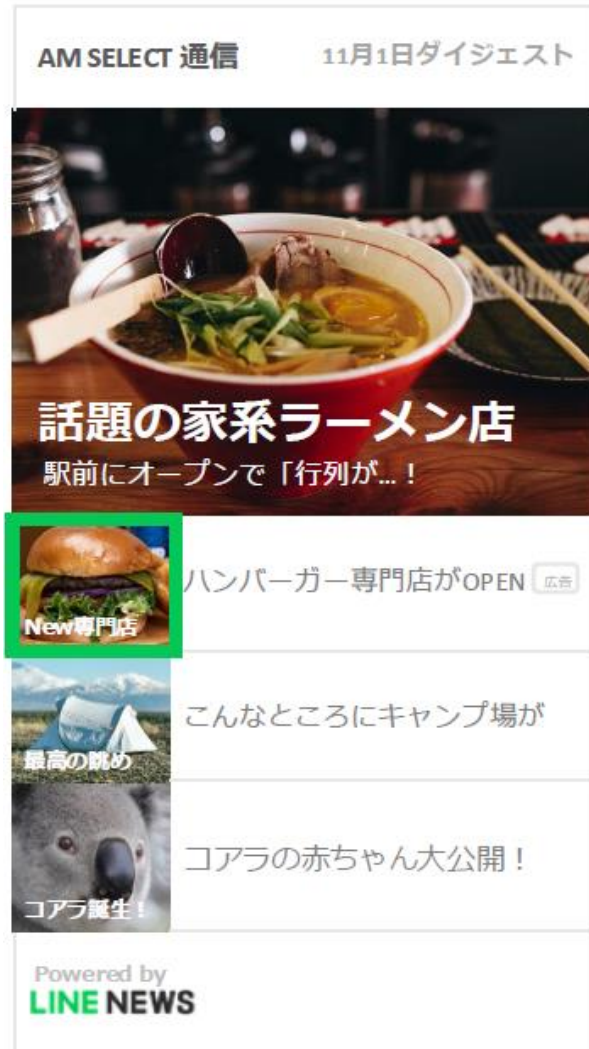 AM SELECT 通信 11月1日ダイジェスト
話題の家系ラーメン店
駅前にオープンで「行列が...！
New専門店
ハンバーガー専門店がOPEN 広告
最高の眺め
こんなところにキャンプ場が
コアラ誕生！
コアラの赤ちゃん大公開！
Powered by
LINE NEWS